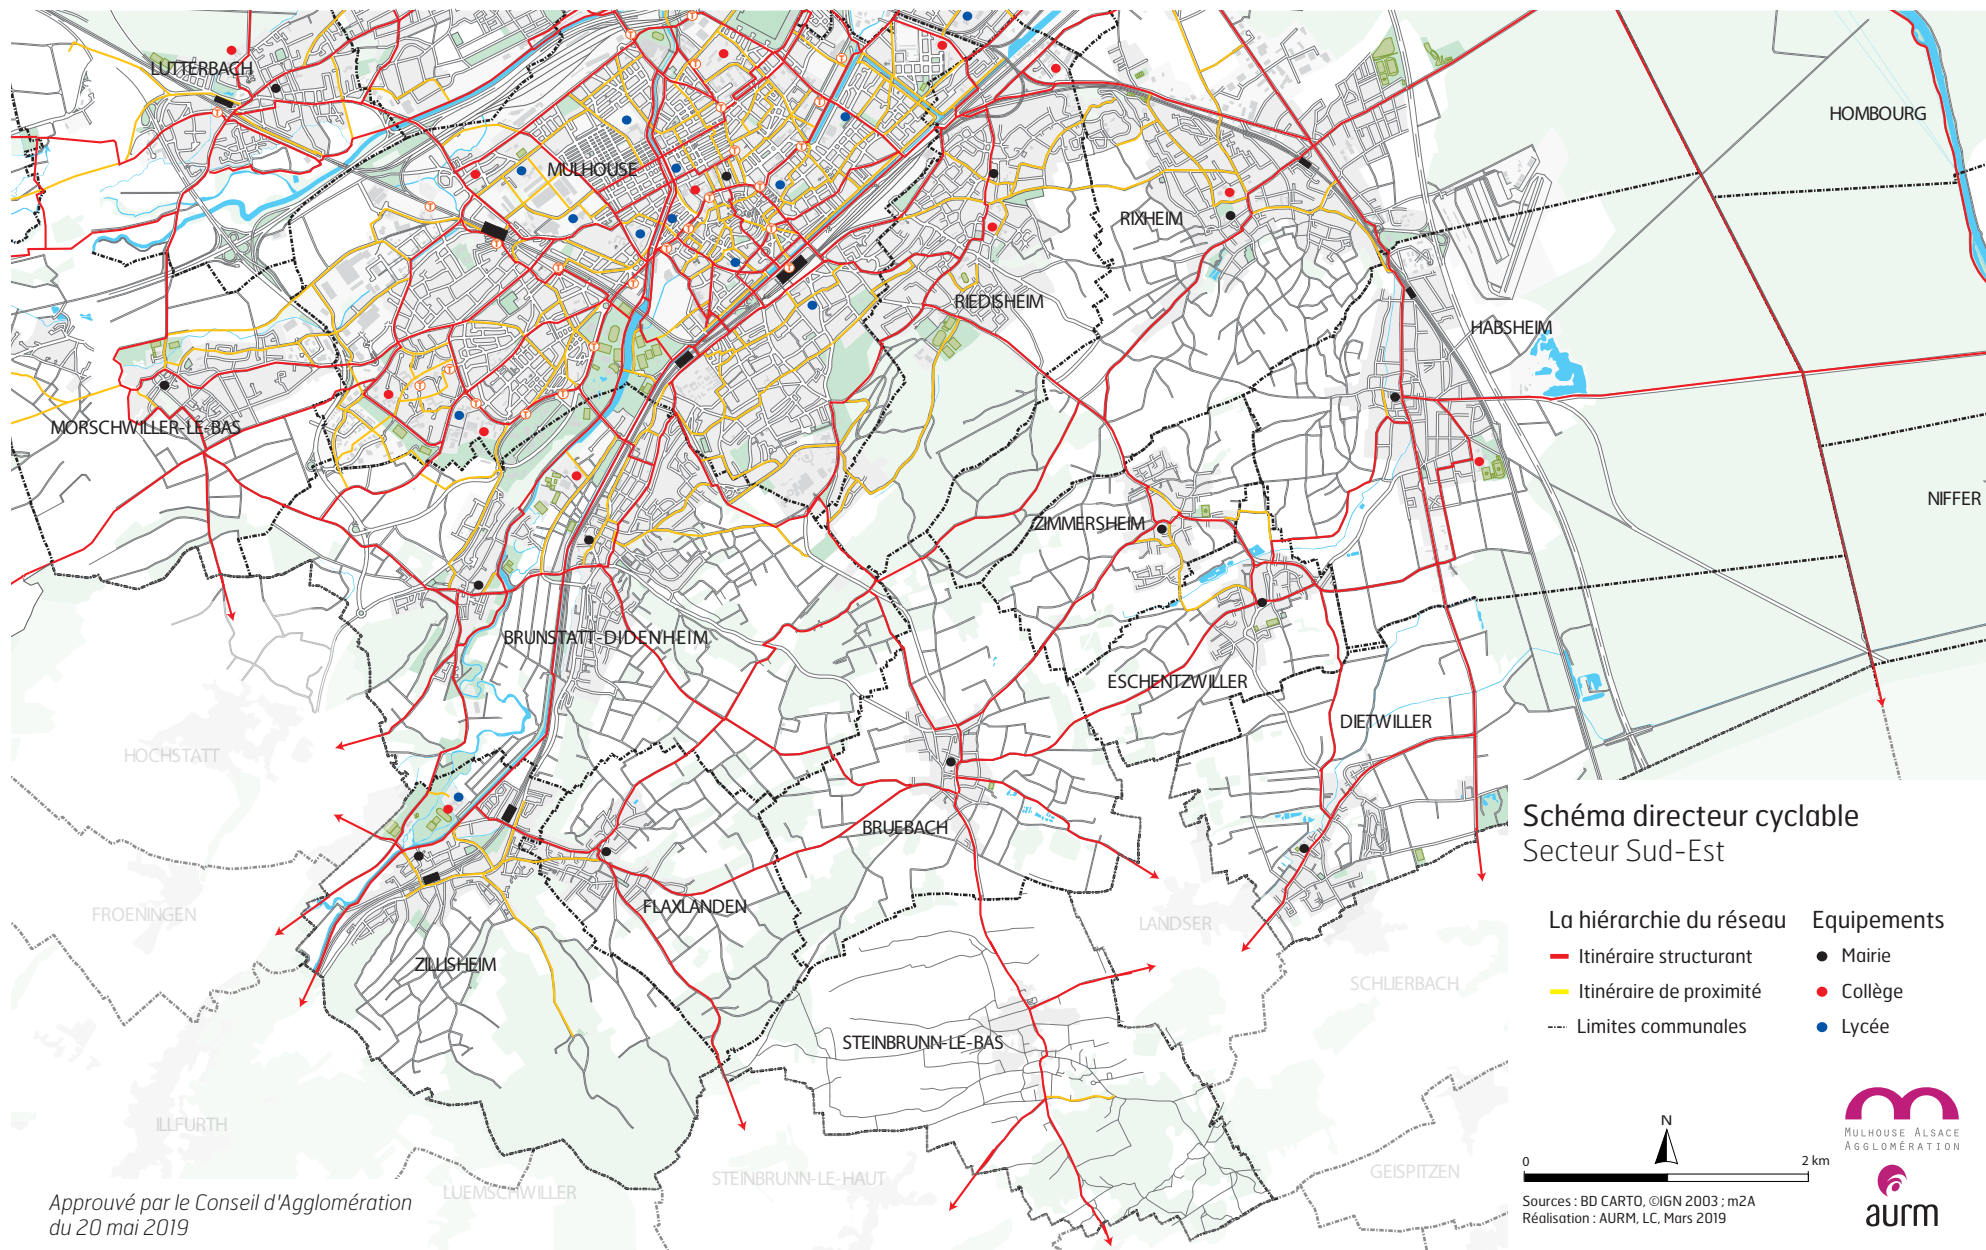 LUTTERBACH
HOMBOURG
MULHOUSE
RIXHEIM
RIEDISHEIM
HABSHEIM
MORSCHWILLER-LE-BAS
NIFFER
ZIMMERSHEIM
BRUNSTATT-DIDENHEIM
ESCHENTZWILLER
DIETWILLER
HOCHSTATT
BRUEBACH
FROENINGEN
FLAXLANDEN
LANDSER
ZILLISHEIM
SCHLIERBACH
STEINBRUNN-LE-BAS
ILLFURTH
STEINBRUNN-LE-HAUT
GEISPITZEN
LUEMSCHWILLER
Schéma directeur cyclable
Secteur Sud-Est
La hiérarchie du réseau
Itinéraire structurant
Itinéraire de proximité
Limites communales
Equipements
Mairie
Collège
Lycée
N
0 2 km
Sources : BD CARTO, ©IGN 2003 ; m2A
Réalisation : AURM, LC, Mars 2019
MULHOUSE ALSACE
AGGLOMÉRATION
aurm
Approuvé par le Conseil d'Agglomération
du 20 mai 2019